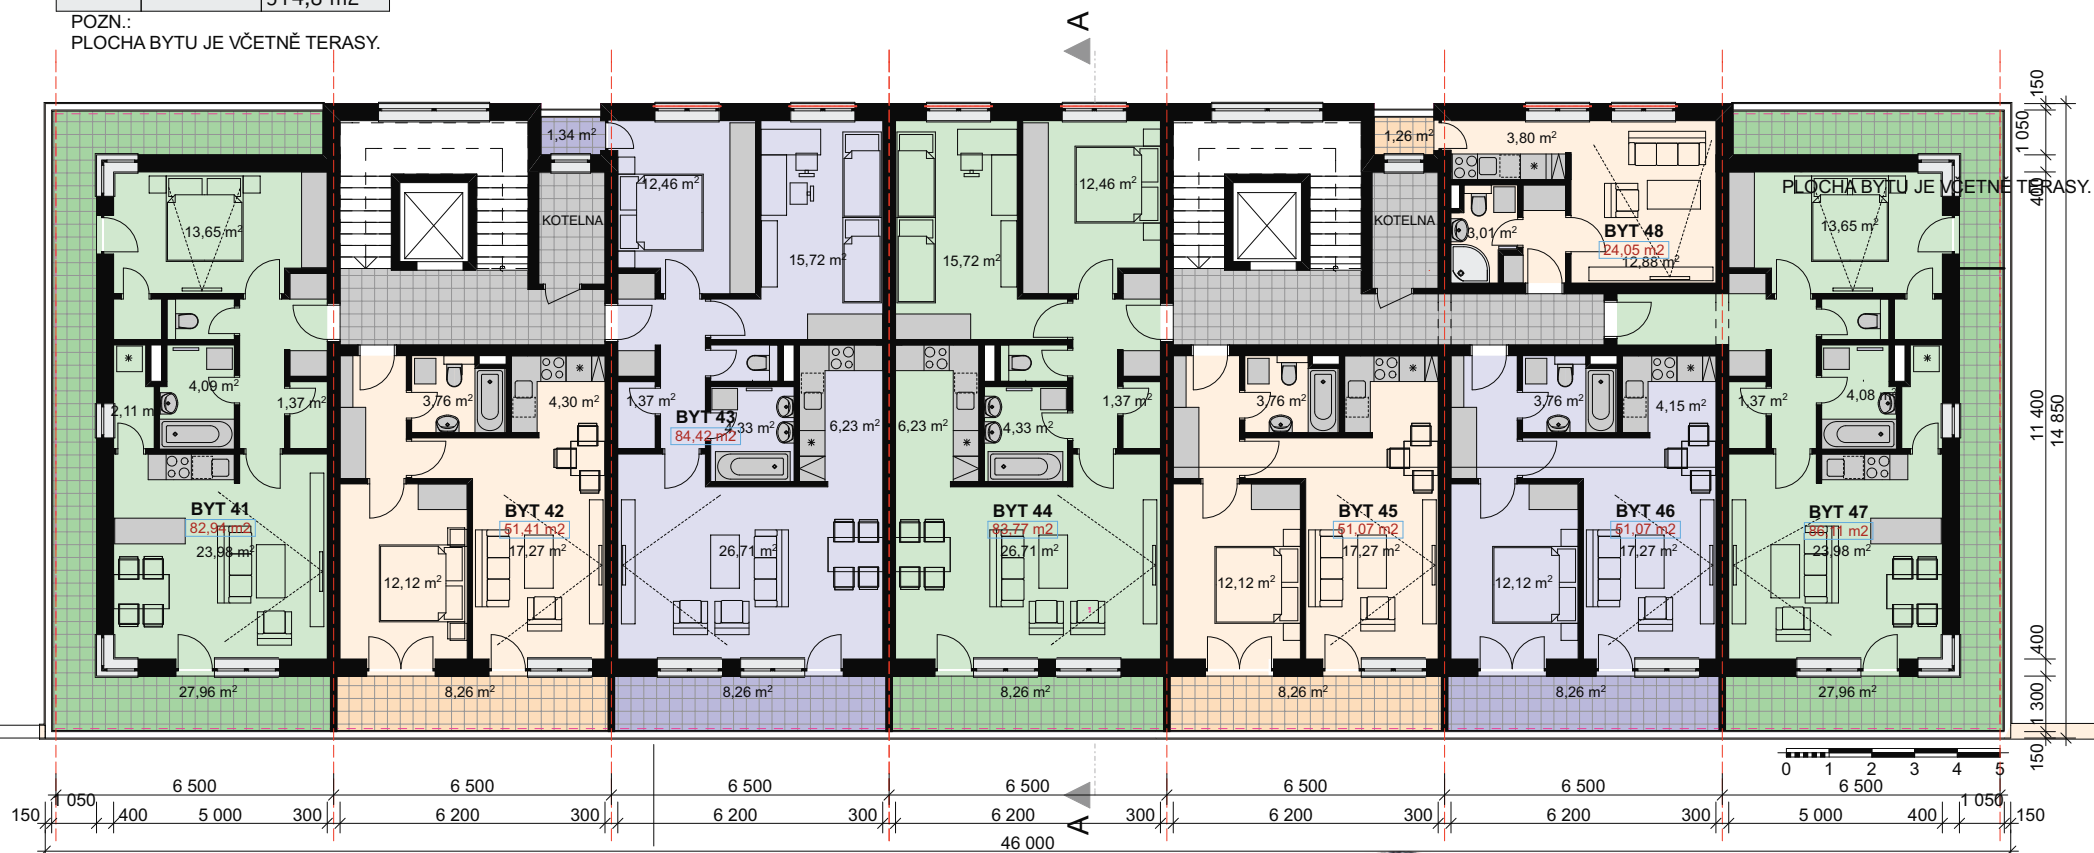 514,8 m2
POZN.:
PLOCHA BYTU JE VČETNĚ TERASY.
A
1,34 m²
1,26 m²
3,80 m²
150
1 050
400
PLOCHA BYTU JE VČETNĚ TERASY.
12,46 m²
12,46 m²
13,65 m²
KOTELNA
KOTELNA
3,01 m²
BYT 48
24,05 m2
12,88 m²
13,65 m²
15,72 m²
15,72 m²
4,09 m²
2,11 m
1,37 m²
3,76 m²
4,30 m²
1,37 m²
BYT 43
84,42 m2
4,33 m²
6,23 m²
6,23 m²
4,33 m²
1,37 m²
3,76 m²
3,76 m²
4,15 m²
1,37 m²
4,08 m²
11 400
14 850
BYT 41
82,94 m2
23,98 m²
BYT 42
51,41 m2
17,27 m²
26,71 m²
BYT 44
83,77 m2
26,71 m²
BYT 45
51,07 m2
17,27 m²
BYT 46
51,07 m2
17,27 m²
BYT 47
86,11 m2
23,98 m²
12,12 m²
12,12 m²
12,12 m²
400
27,96 m²
8,26 m²
8,26 m²
8,26 m²
8,26 m²
8,26 m²
27,96 m²
1 300
150
0 1 2 3 4 5
6 500 6 500 6 500 6 500 6 500 6 500 6 500
1 050 1 050
150 400 5 000 300 6 200 300 6 200 300 6 200 300 6 200 300 6 200 300 5 000 400 150
A
46 000